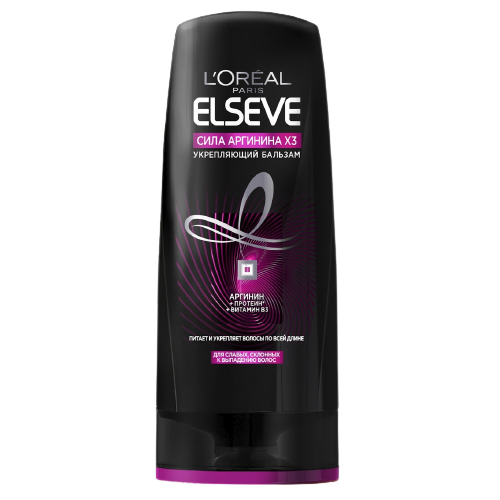 L'ORÉAL
PARIS
ELSEVE
СИЛА АРГИНИНА X3
УКРЕПЛЯЮЩИЙ БАЛЬЗАМ
АРГИНИН
+ ПРОТЕИН*
+ ВИТАМИН B3
ПИТАЕТ И УКРЕПЛЯЕТ ВОЛОСЫ ПО ВСЕЙ ДЛИНЕ
ДЛЯ СЛАБЫХ, СКЛОННЫХ
К ВЫПАДЕНИЮ ВОЛОС